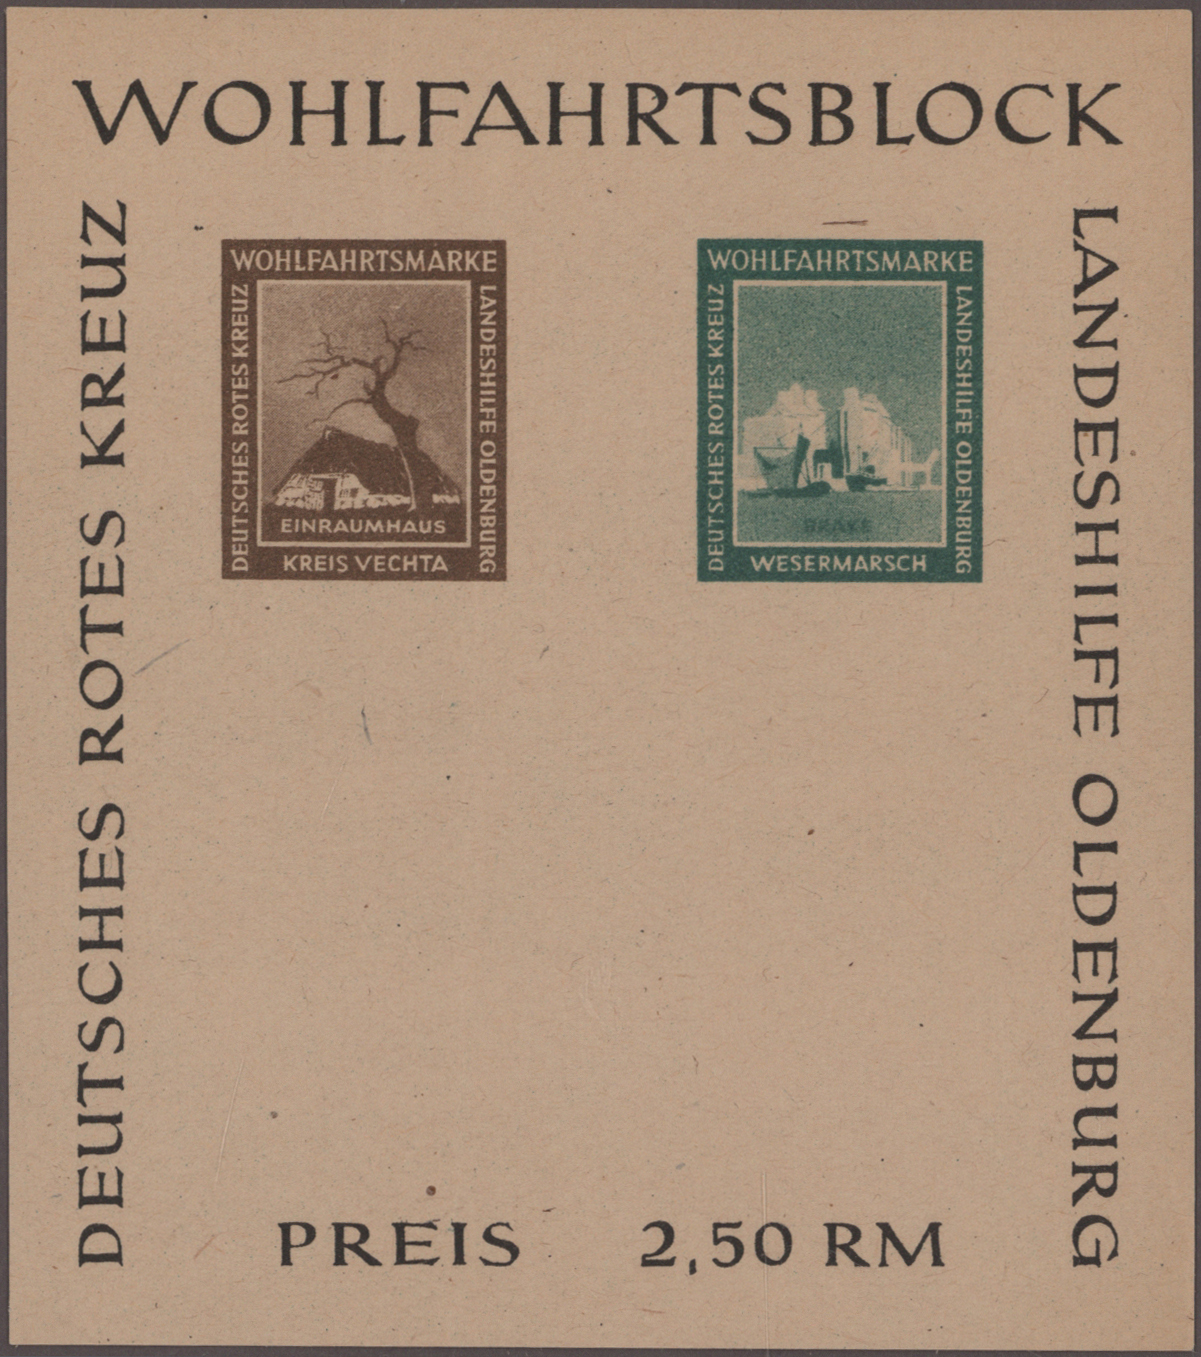 WOHLFAHRTSBLOCK
DEUTSCHES ROTES KREUZ
LANDESHILFE OLDENBURG
WOHLFAHRTSMARKE
DEUTSCHES ROTES KREUZ
LANDESHILFE OLDENBURG
EINRAUMHAUS
KREIS VECHTA
WOHLFAHRTSMARKE
DEUTSCHES ROTES KREUZ
LANDESHILFE OLDENBURG
BRAKE
WESERMARSCH
PREIS 2,50 RM